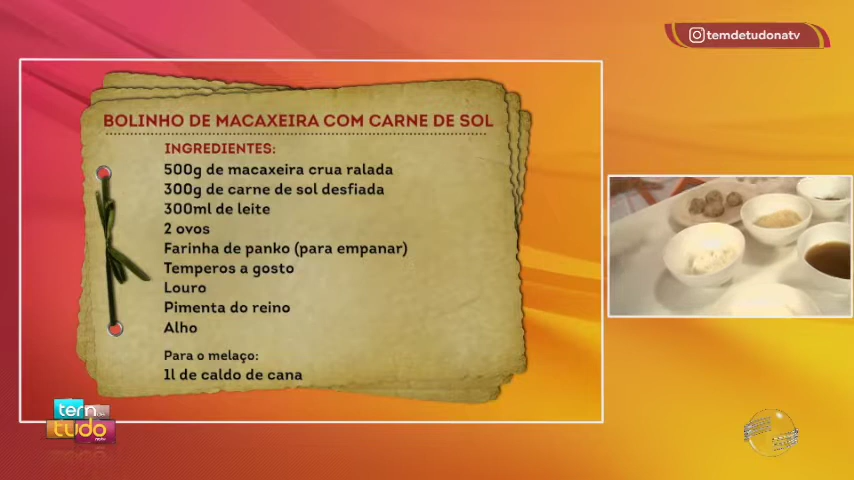 temdetudonatv
BOLINHO DE MACAXEIRA COM CARNE DE SOL
INGREDIENTES:
500g de macaxeira crua ralada
300g de carne de sol desfiada
300ml de leite
2 ovos
Farinha de panko (para empanar)
Temperos a gosto
Louro
Pimenta do reino
Alho
Para o melaço:
1l de caldo de cana
tem de
tudo